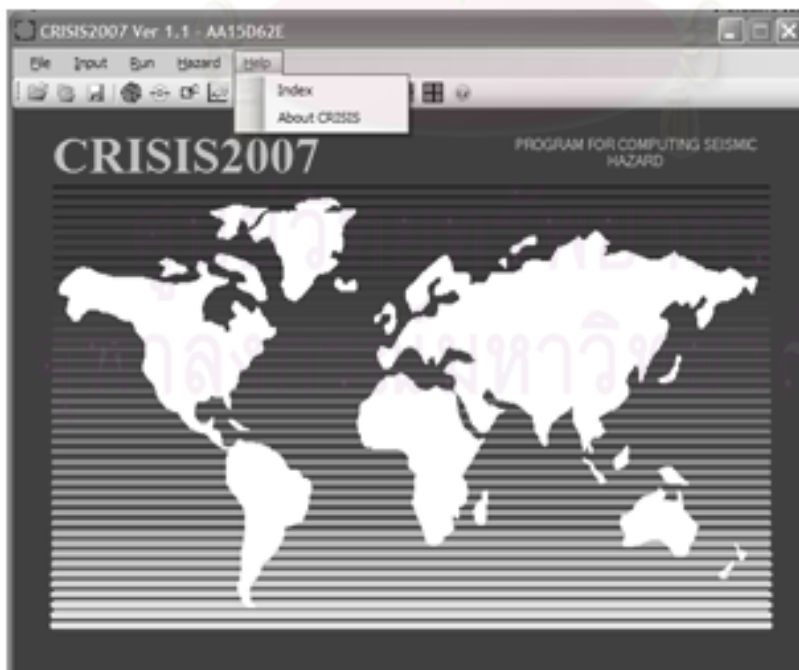 CRISIS2007 Ver 1.1 - AA15D62E
File Input Run Hazard Help
Index
About CRISIS
CRISIS2007
PROGRAM FOR COMPUTING SEISMIC
HAZARD